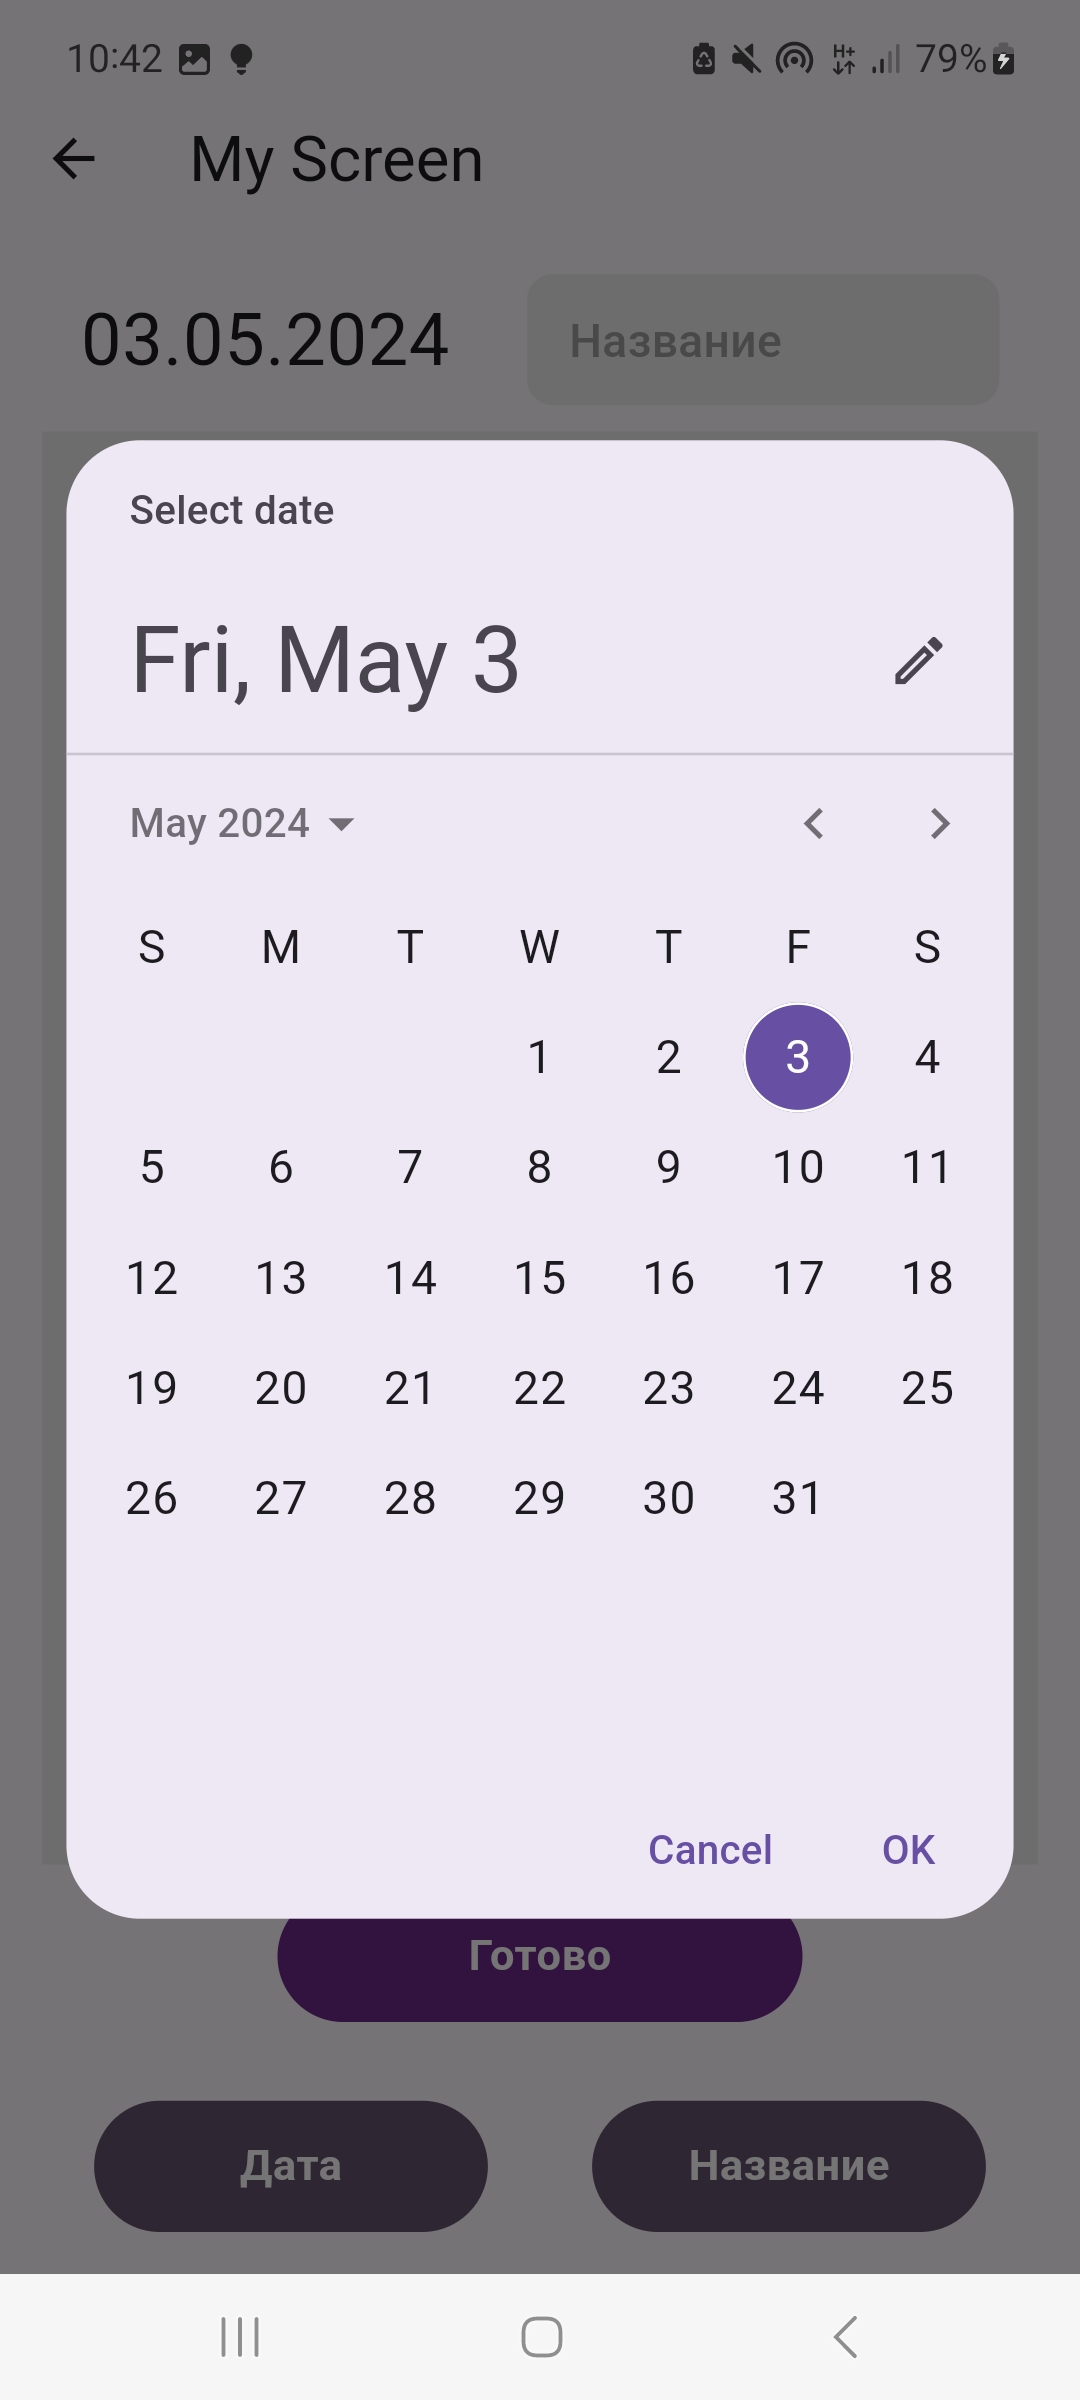 10:42 H+ 79%
My Screen
03.05.2024 Название
Select date
Fri, May 3
May 2024
S M T W T F S
1 2 3 4
5 6 7 8 9 10 11
12 13 14 15 16 17 18
19 20 21 22 23 24 25
26 27 28 29 30 31
Cancel OK
Готово
Дата Название